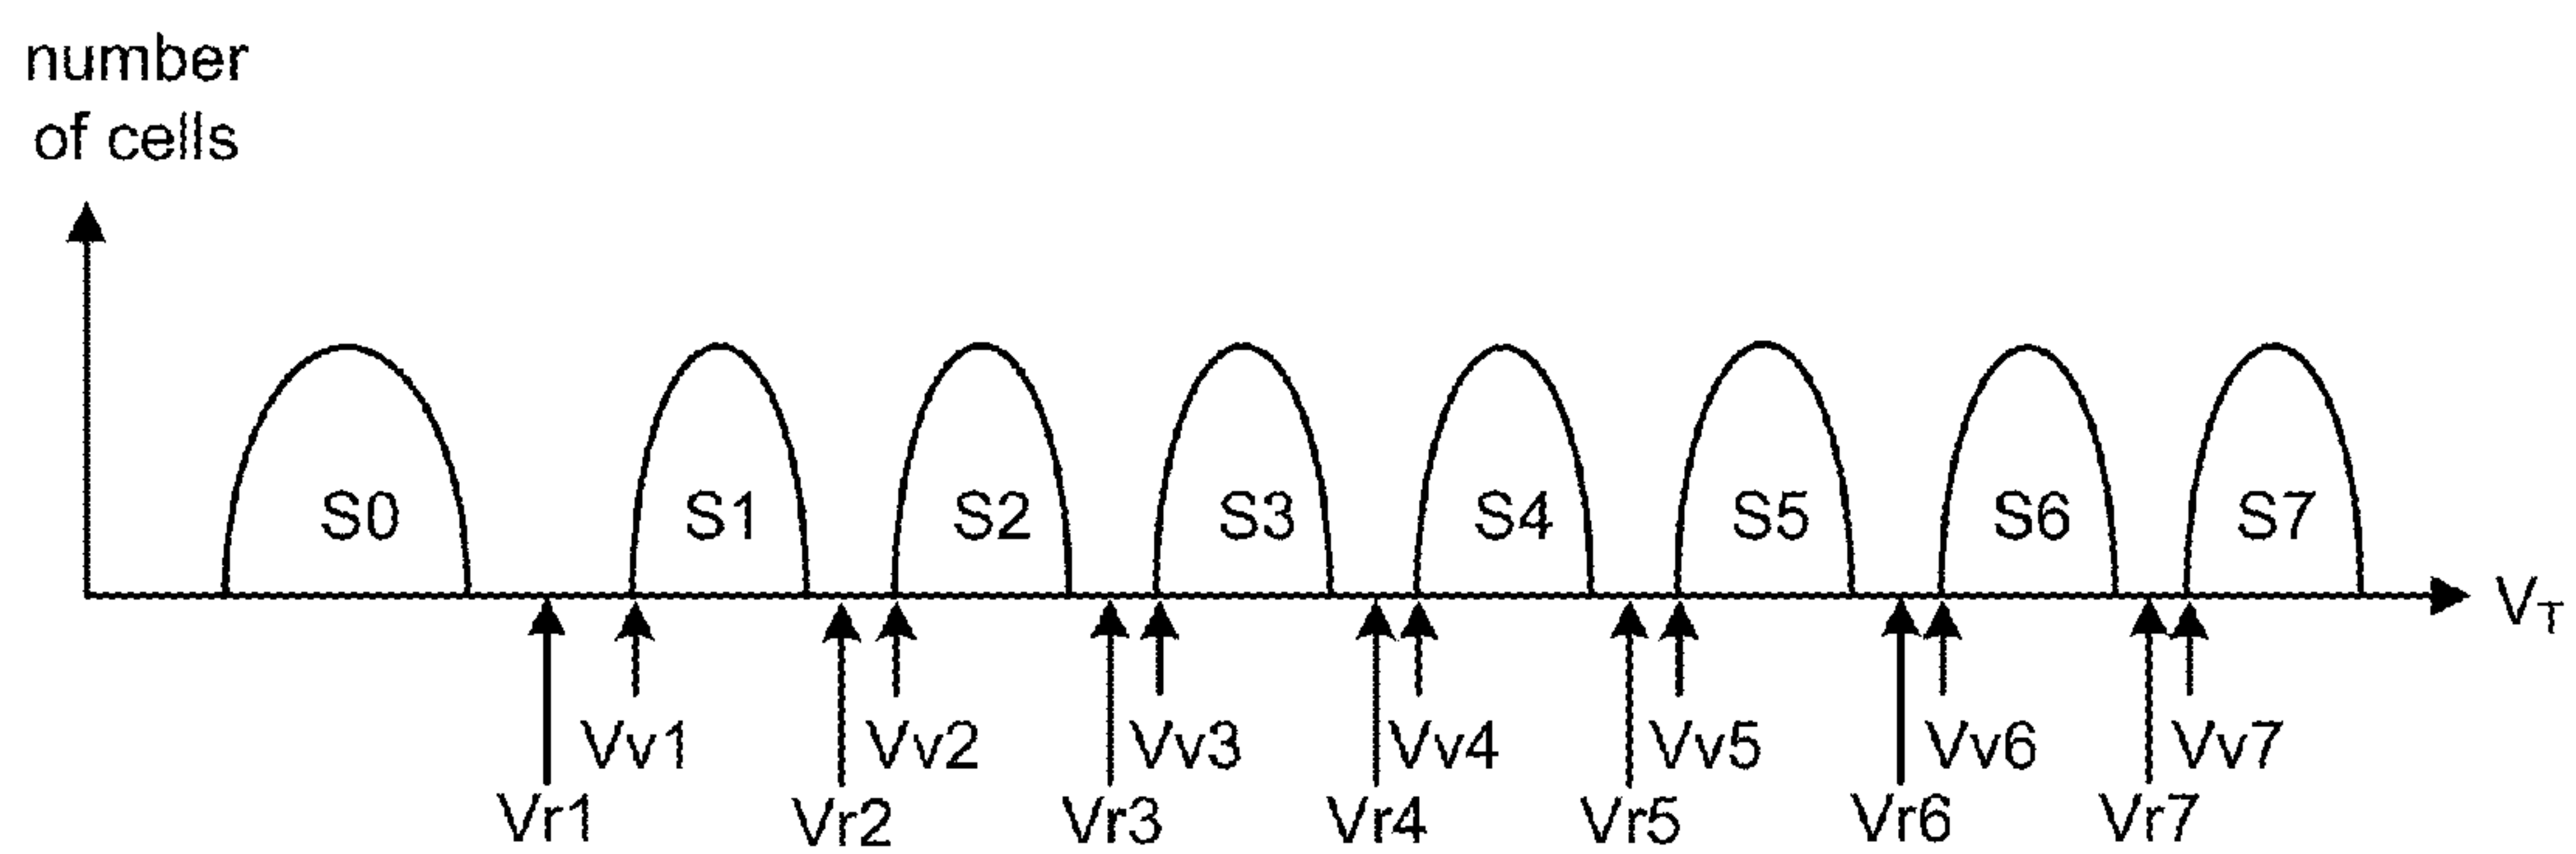 number
of cells
S0 S1 S2 S3 S4 S5 S6 S7
V_T
Vv1 Vv2 Vv3 Vv4 Vv5 Vv6 Vv7
Vr1 Vr2 Vr3 Vr4 Vr5 Vr6 Vr7